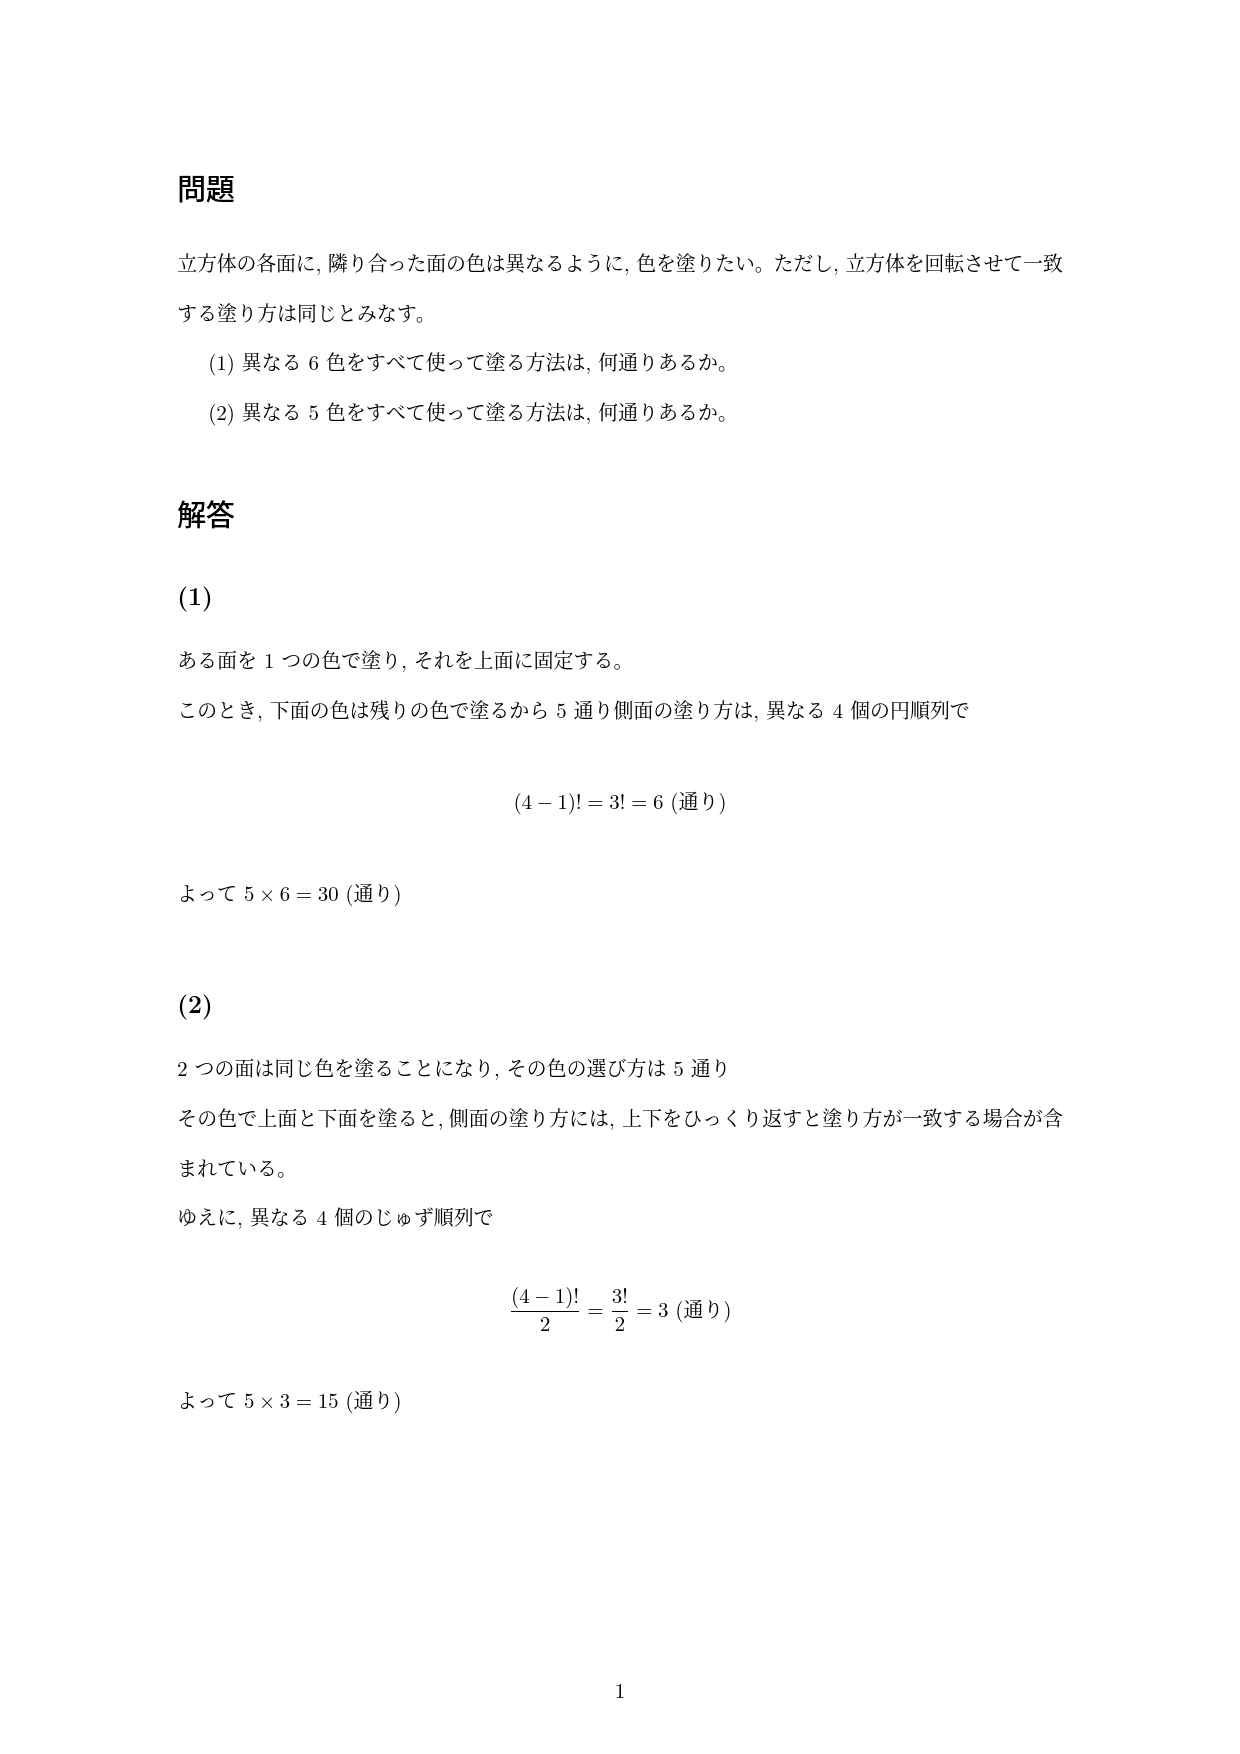 問題
立方体の各面に, 隣り合った面の色は異なるように, 色を塗りたい。ただし, 立方体を回転させて一致
する塗り方は同じとみなす。
(1) 異なる 6 色をすべて使って塗る方法は, 何通りあるか。
(2) 異なる 5 色をすべて使って塗る方法は, 何通りあるか。
解答
(1)
ある面を 1 つの色で塗り, それを上面に固定する。
このとき, 下面の色は残りの色で塗るから 5 通り側面の塗り方は, 異なる 4 個の円順列で
(4 − 1)! = 3! = 6 (通り)
よって 5 × 6 = 30 (通り)
(2)
2 つの面は同じ色を塗ることになり, その色の選び方は 5 通り
その色で上面と下面を塗ると, 側面の塗り方には, 上下をひっくり返すと塗り方が一致する場合が含
まれている。
ゆえに, 異なる 4 個のじゅず順列で
(4 − 1)!/2 = 3!/2 = 3 (通り)
よって 5 × 3 = 15 (通り)
1